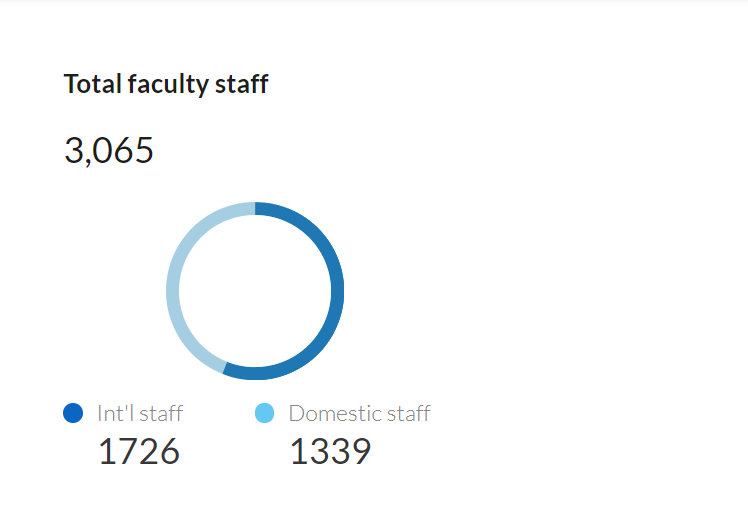 Total faculty staff
3,065
Int'l staff
Domestic staff
1726
1339